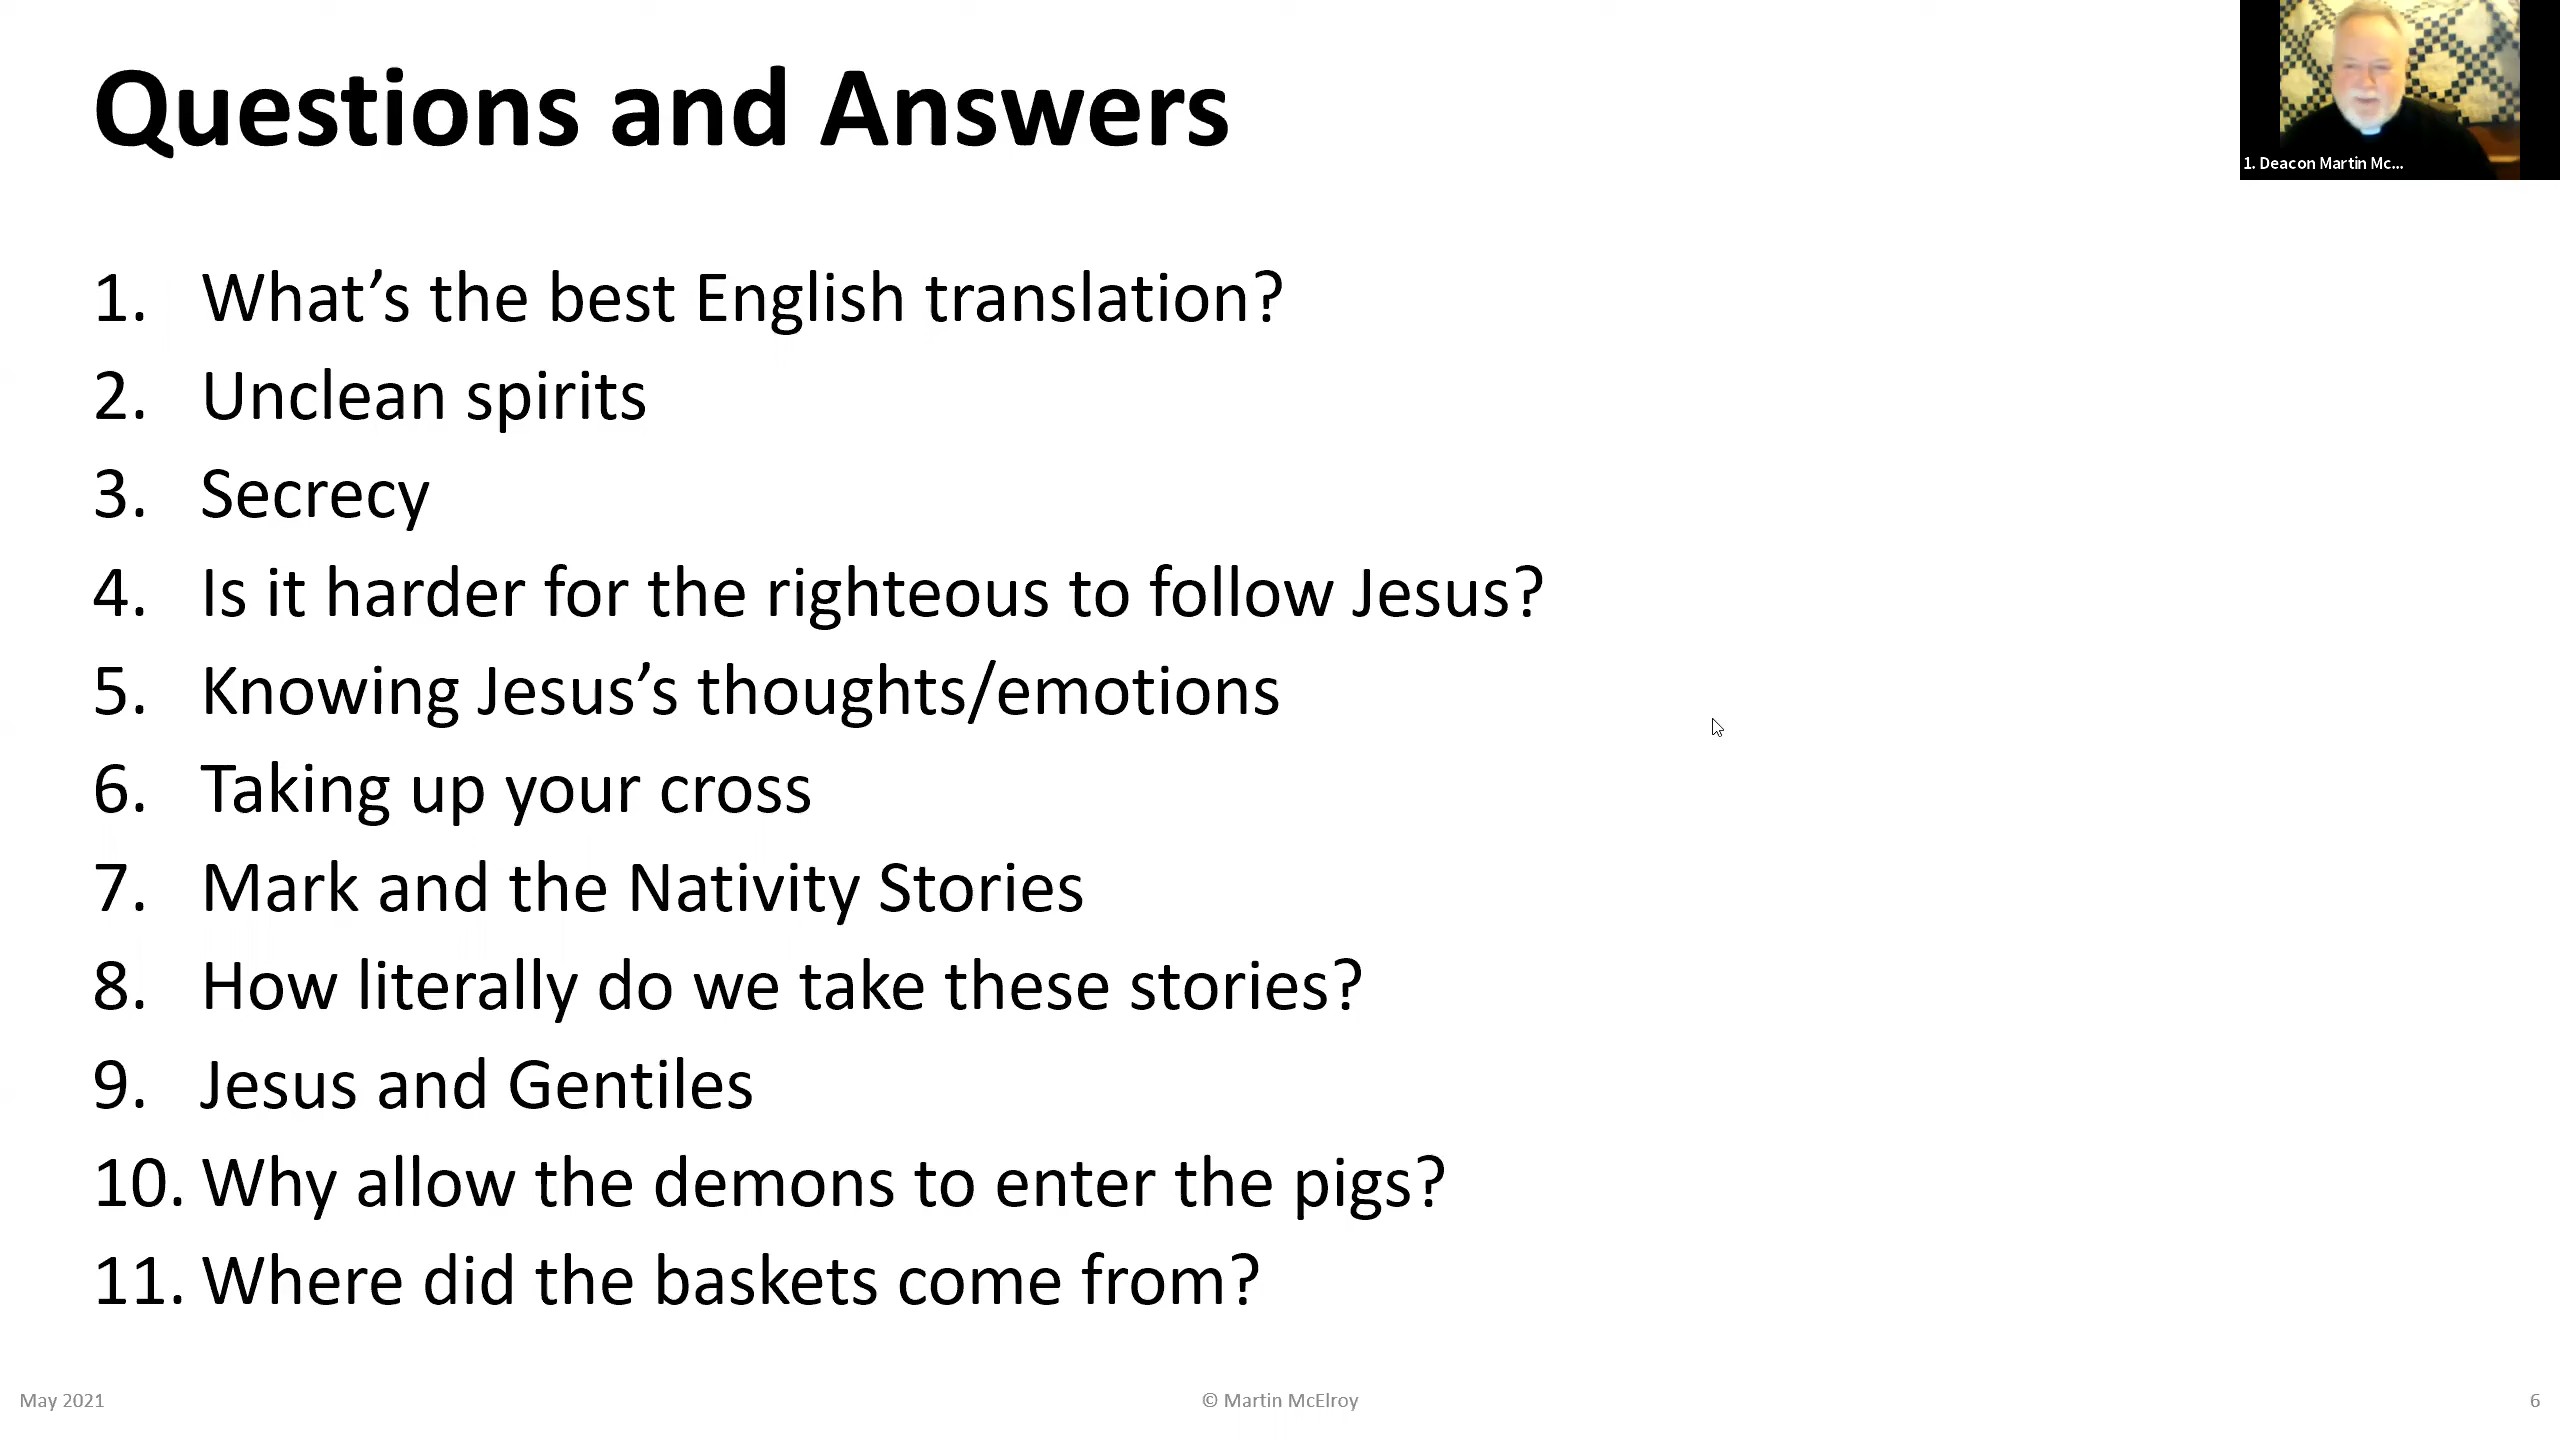 Questions and Answers
1. Deacon Martin Mc...
1. What’s the best English translation?
2. Unclean spirits
3. Secrecy
4. Is it harder for the righteous to follow Jesus?
5. Knowing Jesus’s thoughts/emotions
6. Taking up your cross
7. Mark and the Nativity Stories
8. How literally do we take these stories?
9. Jesus and Gentiles
10. Why allow the demons to enter the pigs?
11. Where did the baskets come from?
May 2021
© Martin McElroy
6